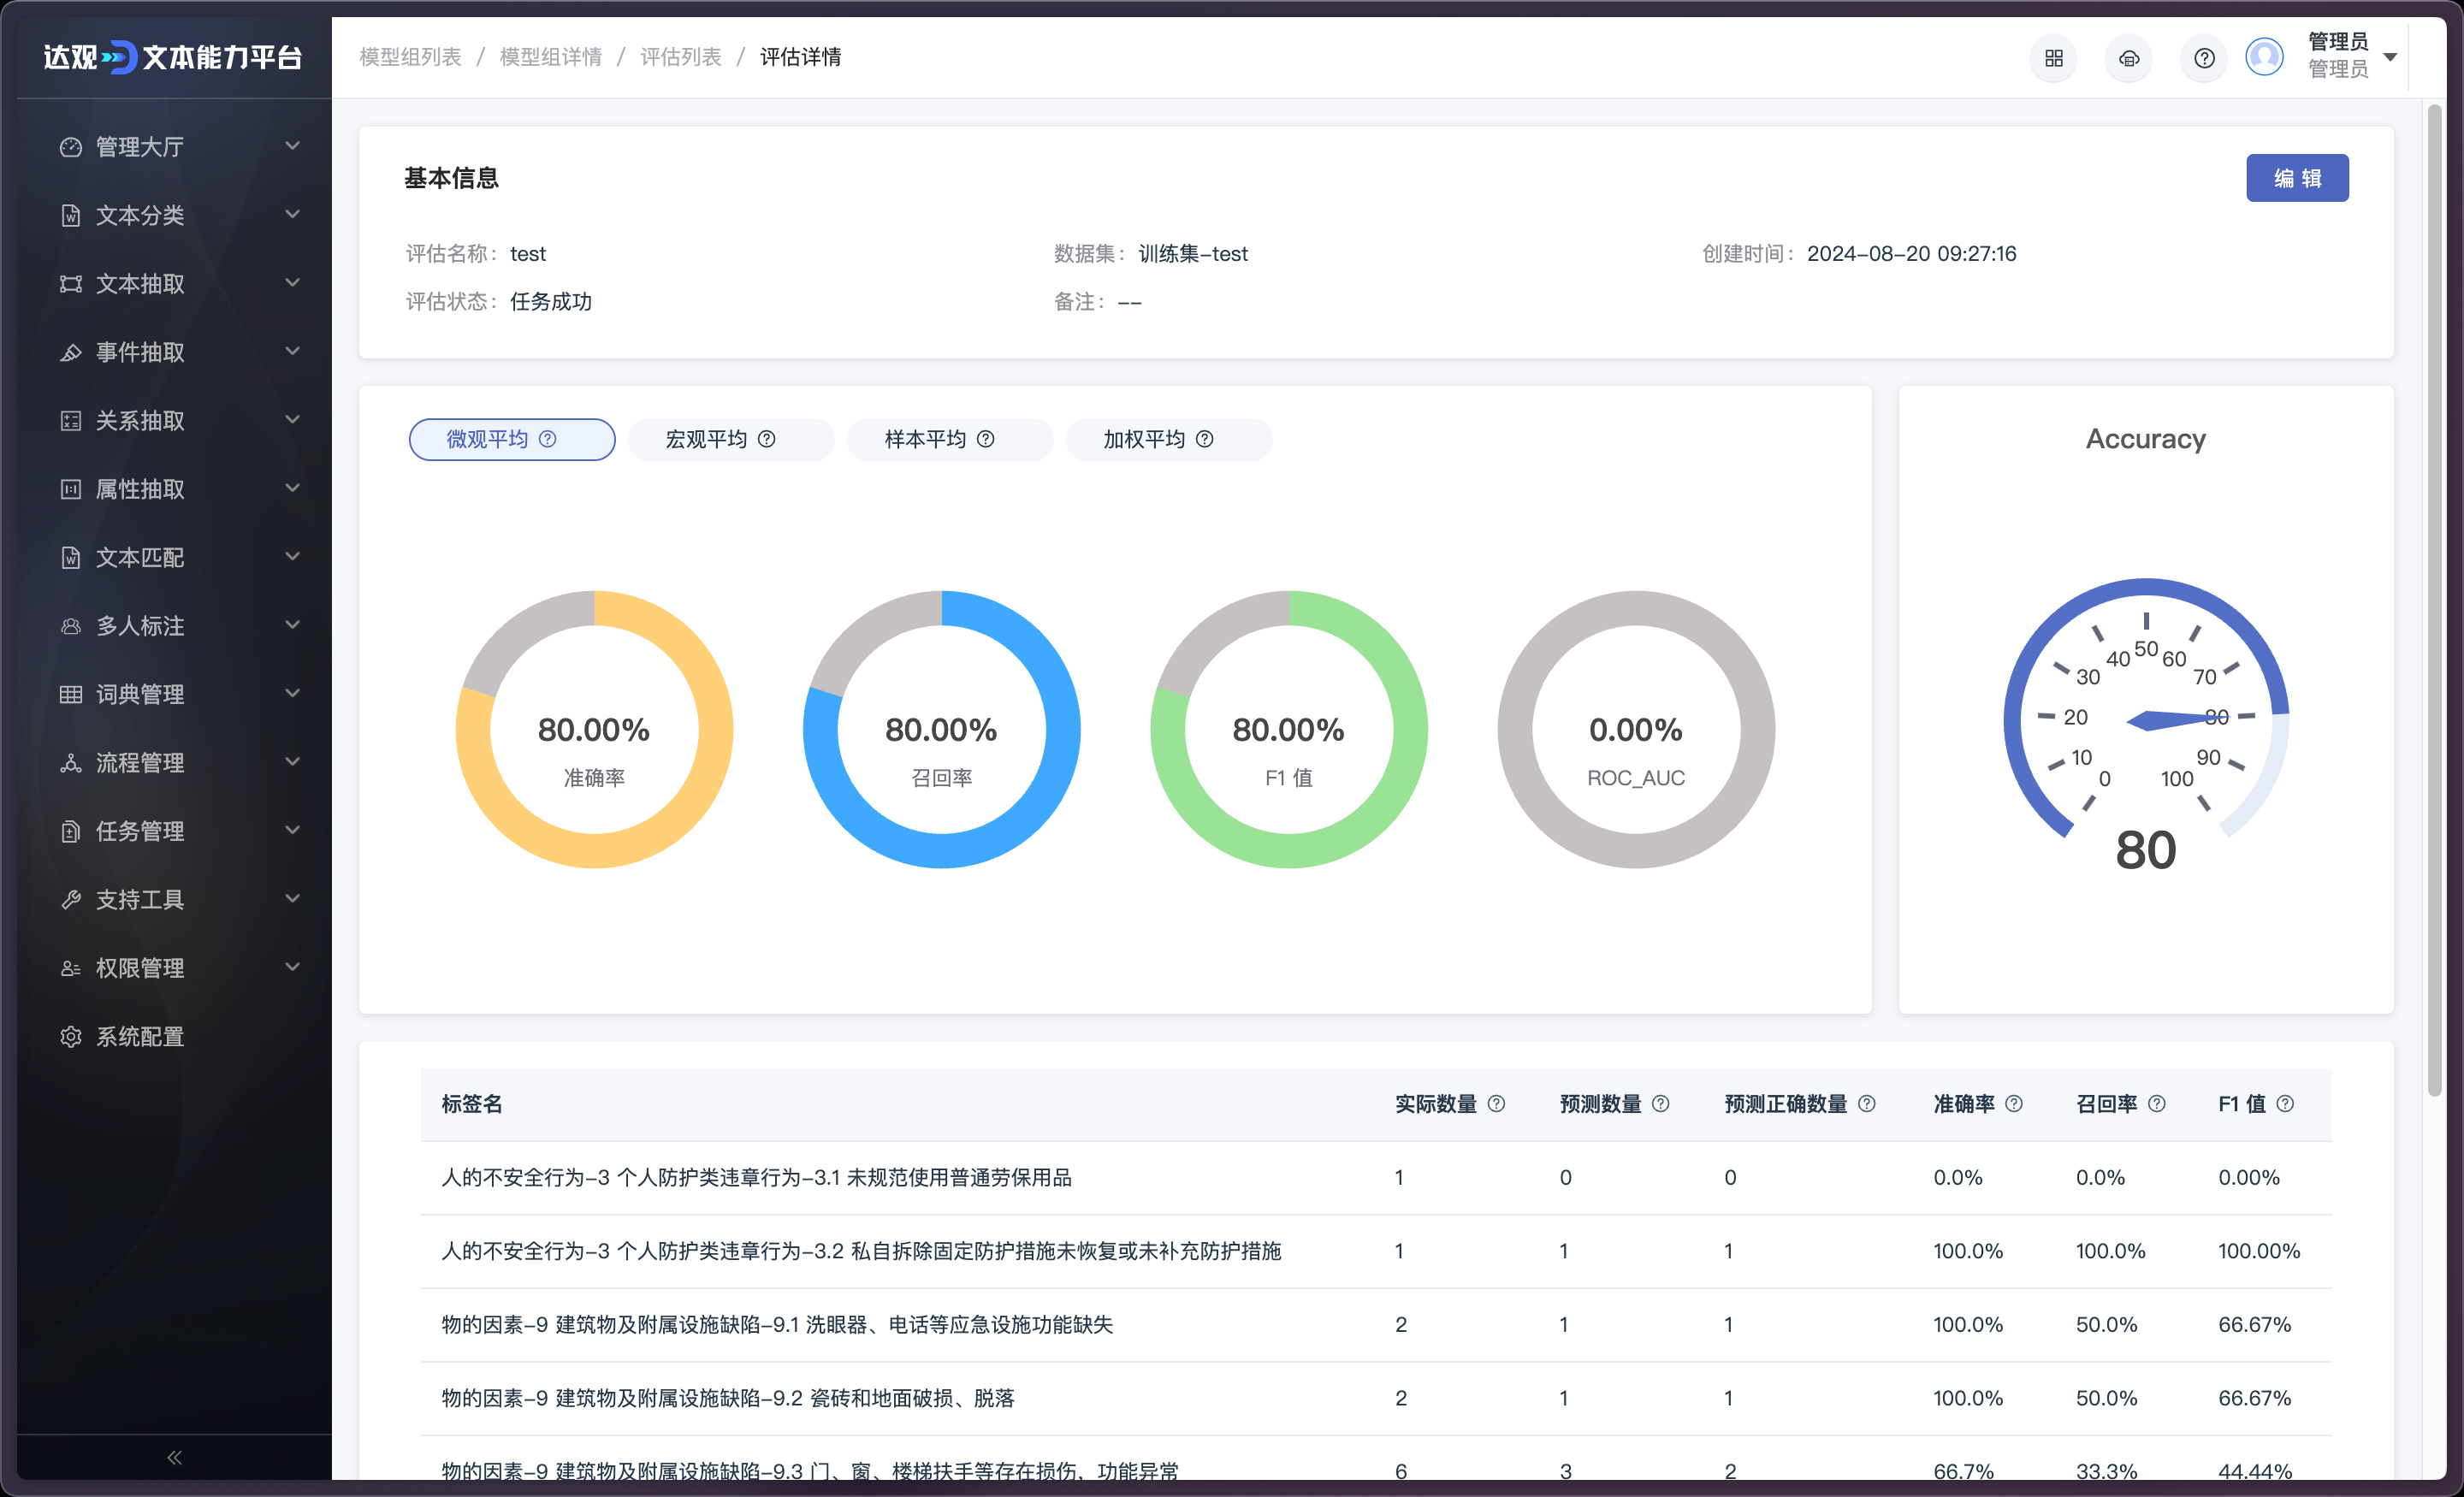 达观 文本能力平台
模型组列表 / 模型组详情 / 评估列表 / 评估详情
管理员
管理员
管理大厅
文本分类
文本抽取
事件抽取
关系抽取
属性抽取
文本匹配
多人标注
词典管理
流程管理
任务管理
支持工具
权限管理
系统配置
基本信息
编 辑
评估名称： test
数据集： 训练集-test
创建时间： 2024-08-20 09:27:16
评估状态： 任务成功
备注： --
微观平均
宏观平均
样本平均
加权平均
80.00%
准确率
80.00%
召回率
80.00%
F1 值
0.00%
ROC_AUC
Accuracy
0
10
20
30
40
50
60
70
80
90
100
80
标签名 实际数量 预测数量 预测正确数量 准确率 召回率 F1 值
人的不安全行为-3 个人防护类违章行为-3.1 未规范使用普通劳保用品 1 0 0 0.0% 0.0% 0.00%
人的不安全行为-3 个人防护类违章行为-3.2 私自拆除固定防护措施未恢复或未补充防护措施 1 1 1 100.0% 100.0% 100.00%
物的因素-9 建筑物及附属设施缺陷-9.1 洗眼器、电话等应急设施功能缺失 2 1 1 100.0% 50.0% 66.67%
物的因素-9 建筑物及附属设施缺陷-9.2 瓷砖和地面破损、脱落 2 1 1 100.0% 50.0% 66.67%
物的因素-9 建筑物及附属设施缺陷-9.3 门、窗、楼梯扶手等存在损伤，功能异常 6 3 2 66.7% 33.3% 44.44%